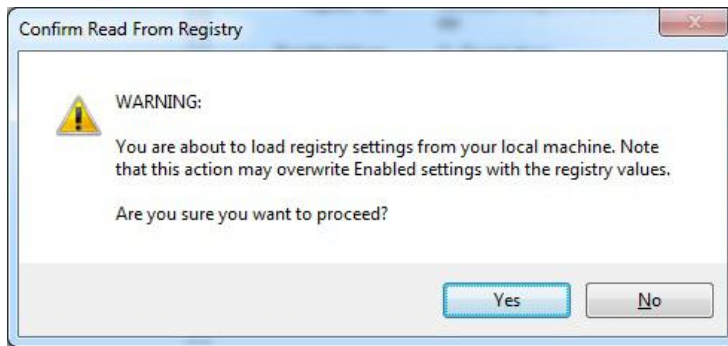 Confirm Read From Registry
WARNING:
You are about to load registry settings from your local machine. Note
that this action may overwrite Enabled settings with the registry values.
Are you sure you want to proceed?
Yes
No